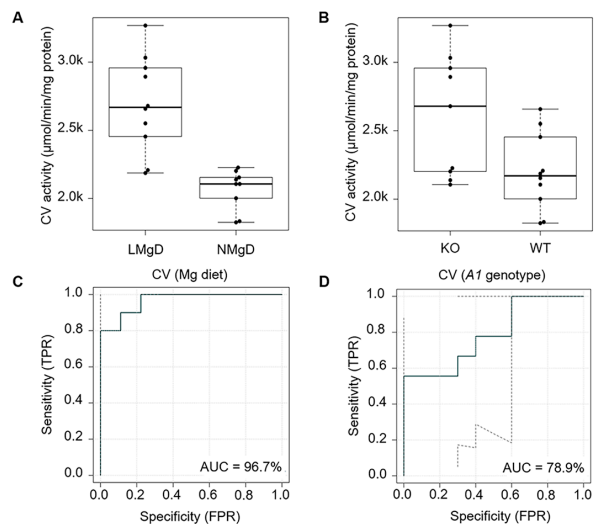 A
B
CV activity (µmol/min/mg protein)
3.0k
2.5k
2.0k
LMgD NMgD
CV activity (µmol/min/mg protein)
3.0k
2.5k
2.0k
KO WT
C
CV (Mg diet)
D
CV (A1 genotype)
Sensitivity (TPR)
1.0
0.8
0.6
0.4
0.2
0.0
AUC = 96.7%
0.0 0.2 0.4 0.6 0.8 1.0
Specificity (FPR)
Sensitivity (TPR)
1.0
0.8
0.6
0.4
0.2
0.0
AUC = 78.9%
0.0 0.2 0.4 0.6 0.8 1.0
Specificity (FPR)